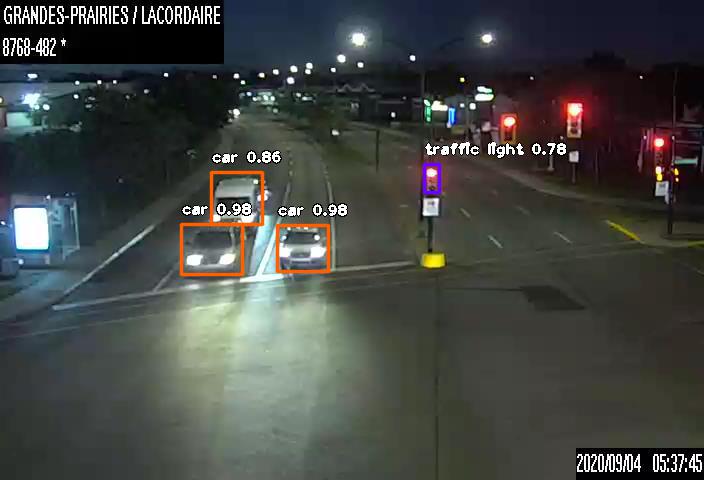 GRANDES-PRAIRIES / LACORDAIRE
8768-482 *
car 0.86
traffic light 0.78
car 0.98
car 0.98
2020/09/04 05:37:45